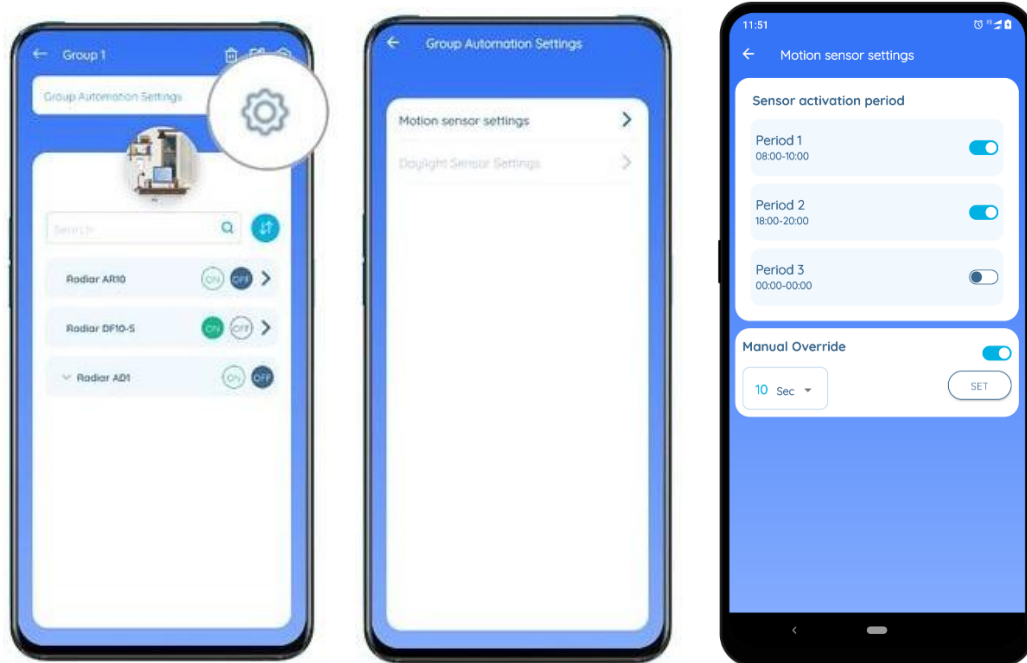 Group 1
Group Automation Settings
Search
Radiar AR10
ON OFF
Radiar DF10-S
ON OFF
Radiar AD1
ON OFF
Group Automation Settings
Motion sensor settings
Daylight Sensor Settings
11:51
Motion sensor settings
Sensor activation period
Period 1
08:00-10:00
Period 2
18:00-20:00
Period 3
00:00-00:00
Manual Override
10 Sec
SET